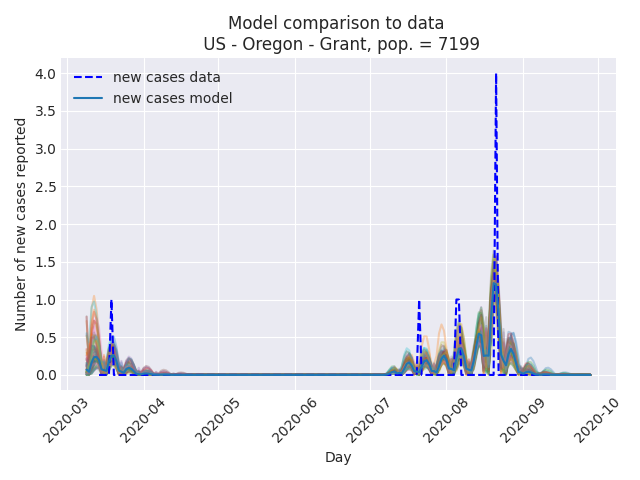 Model comparison to data
US - Oregon - Grant, pop. = 7199
new cases data
new cases model
Number of new cases reported
4.0
3.5
3.0
2.5
2.0
1.5
1.0
0.5
0.0
2020-03
2020-04
2020-05
2020-06
2020-07
2020-08
2020-09
2020-10
Day